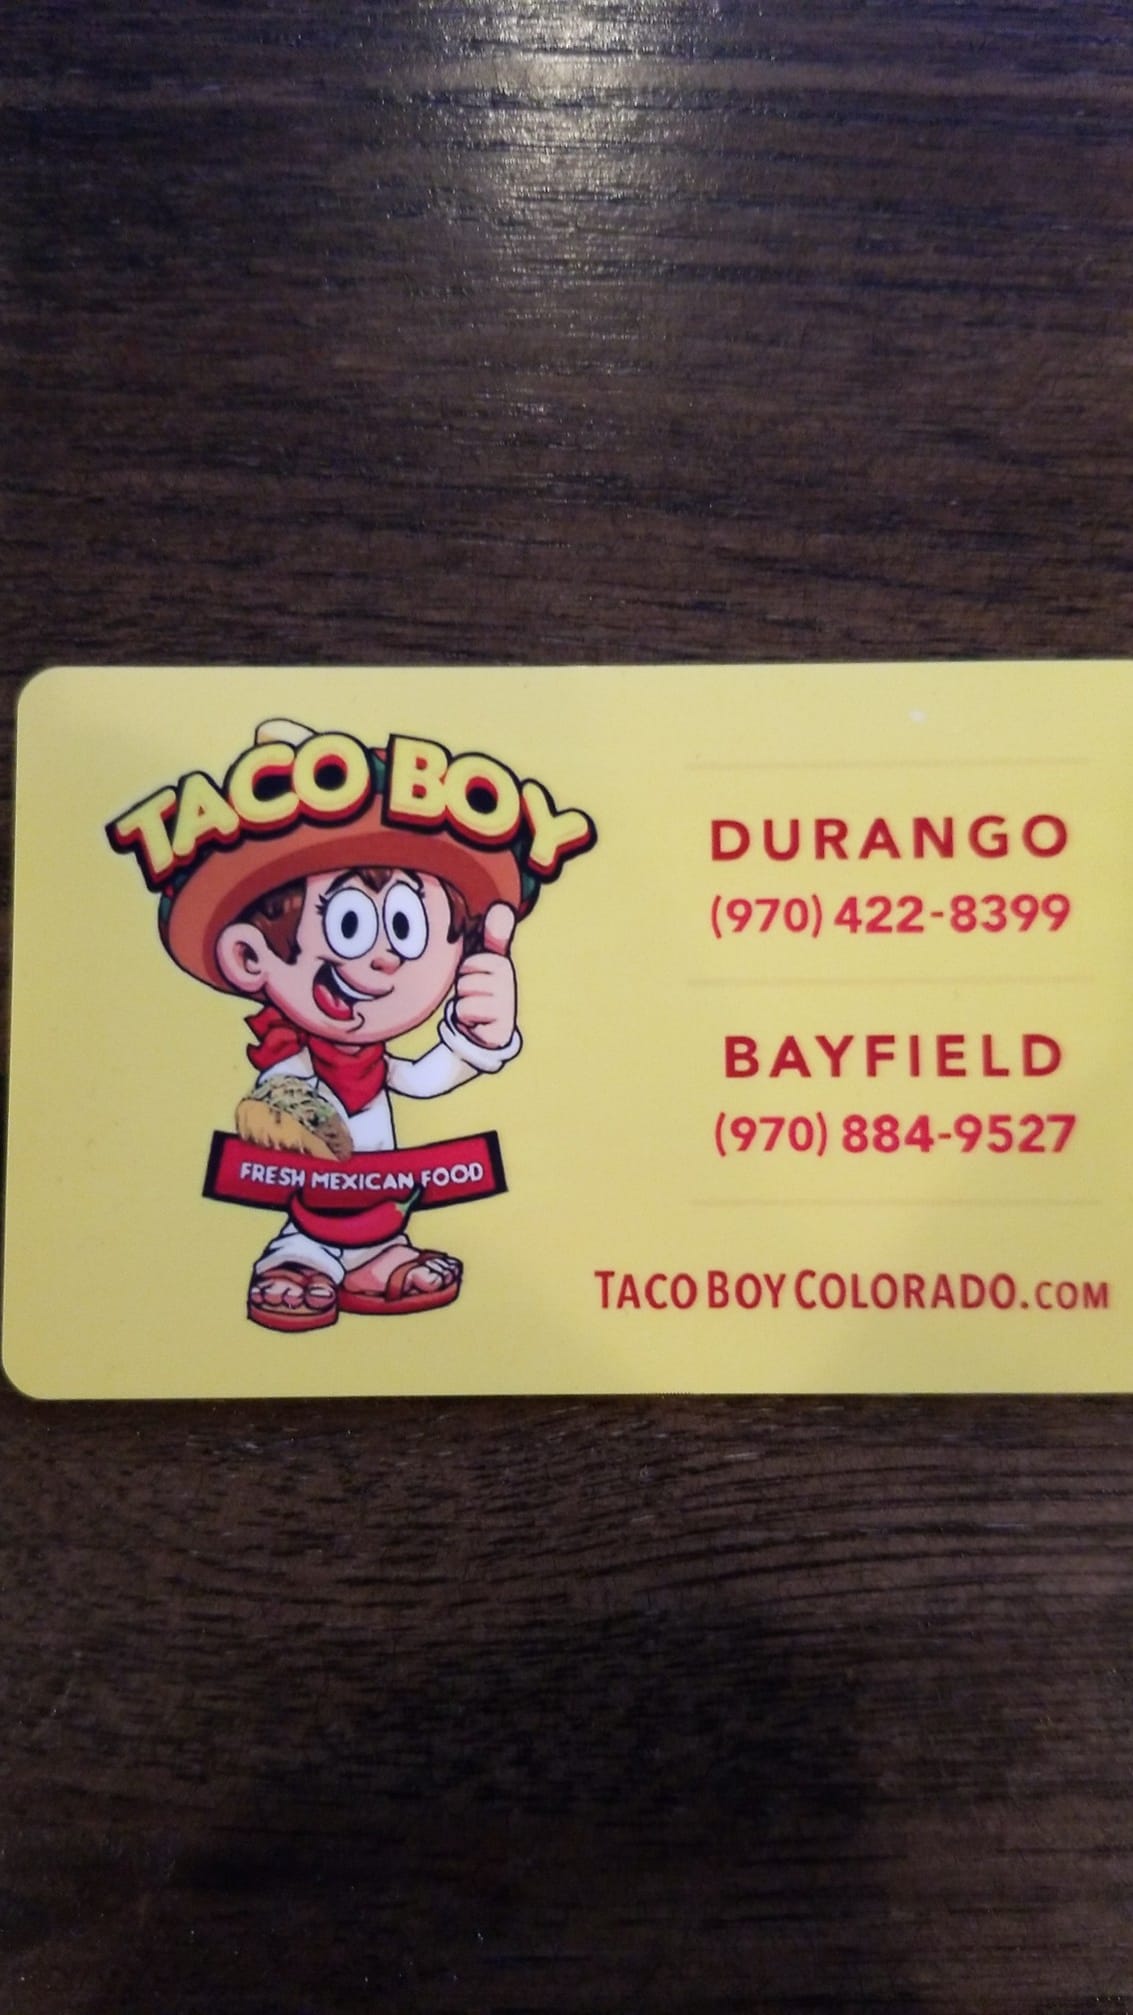 TACO BOY
FRESH MEXICAN FOOD
DURANGO
(970) 422-8399
BAYFIELD
(970) 884-9527
TACO BOY COLORADO.COM